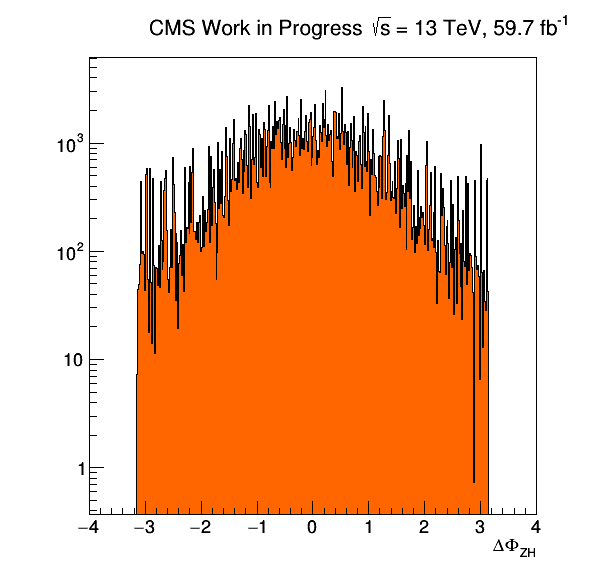 CMS Work in Progress √s = 13 TeV, 59.7 fb⁻¹
10³
10²
10
1
−4 −3 −2 −1 0 1 2 3 4
ΔΦ_ZH